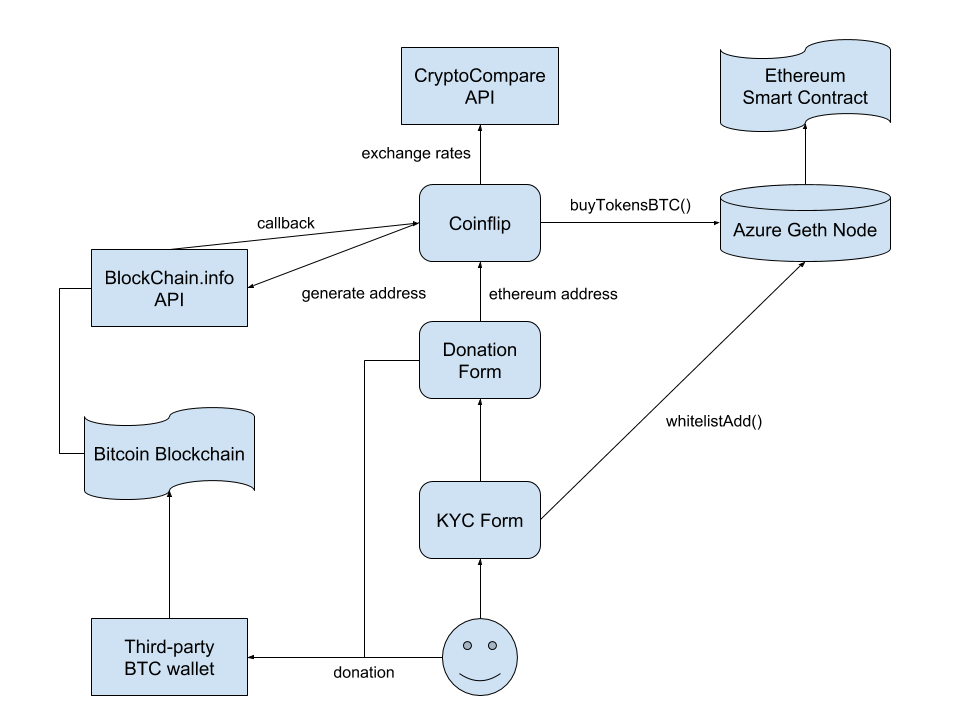 CryptoCompare
API
Ethereum
Smart Contract
exchange rates
callback
Coinflip
buyTokensBTC()
Azure Geth Node
BlockChain.info
API
generate address
ethereum address
Donation
Form
whitelistAdd()
Bitcoin Blockchain
KYC Form
Third-party
BTC wallet
donation